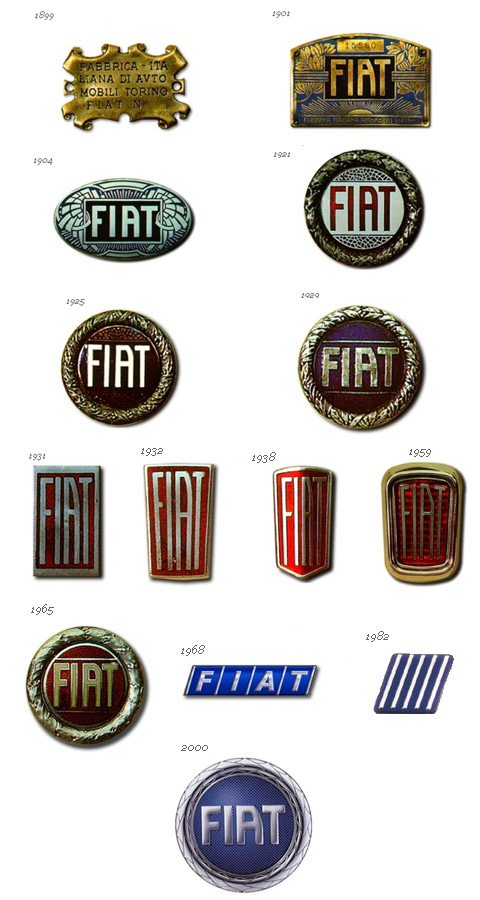 1899
1901
FABBRICA - ITA
LIANA DI AVTO
MOBILI TORINO
FIAT N
FIAT
1904
1921
FIAT
FIAT
1925
1929
FIAT
FIAT
1931
1932
1938
1959
FIAT
FIAT
FIAT
FIAT
1965
FIAT
1968
FIAT
1982
2000
FIAT